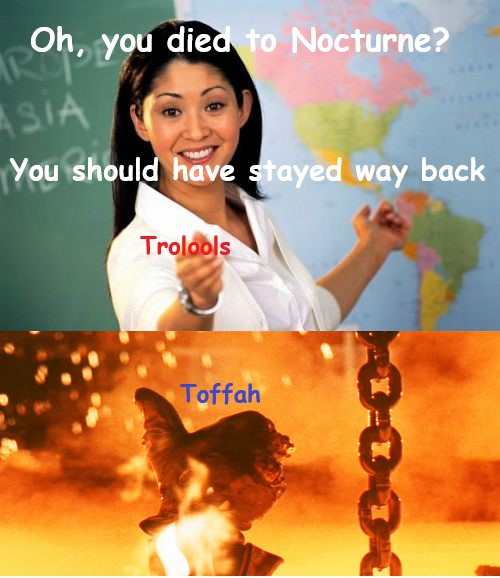 Oh, you died to Nocturne?
ASIA
You should have stayed way back
Trolools
Toffah